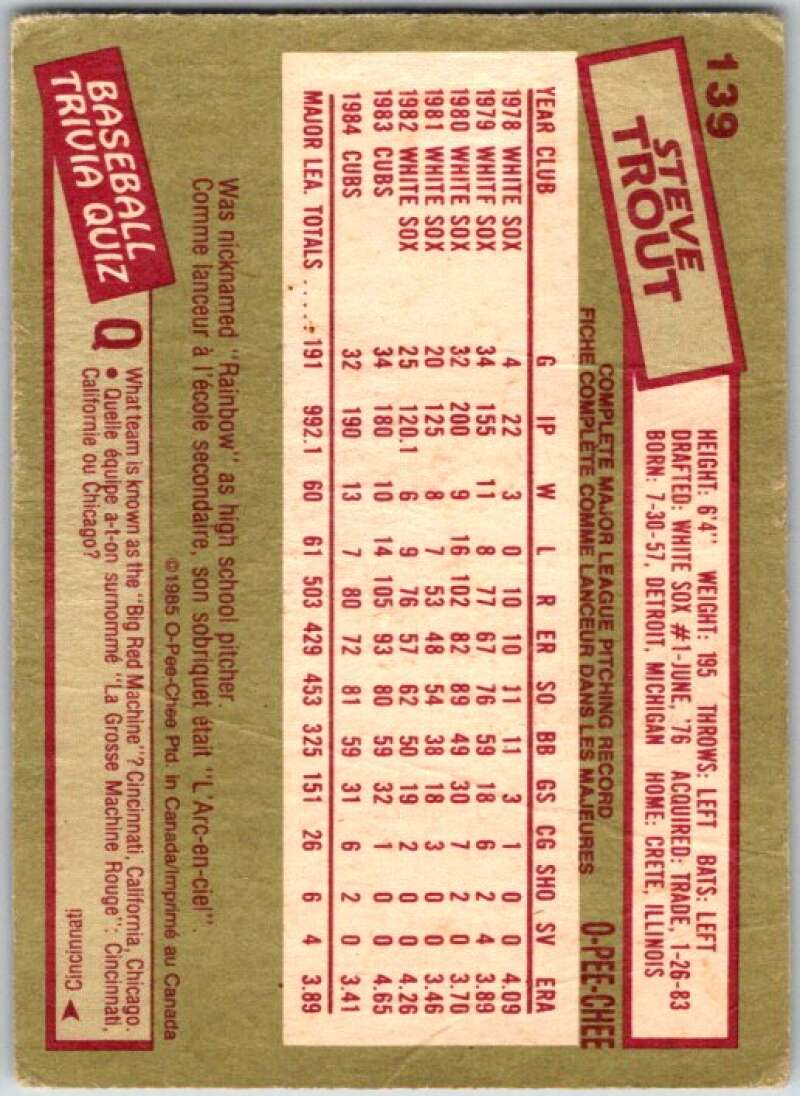 139
STEVE
TROUT
HEIGHT: 6'4" WEIGHT: 195 THROWS: LEFT BATS: LEFT
DRAFTED: WHITE SOX #1-JUNE, '76 ACQUIRED: TRADE, 1-26-83
BORN: 7-30-57, DETROIT, MICHIGAN HOME: CRETE, ILLINOIS
COMPLETE MAJOR LEAGUE PITCHING RECORD
FICHE COMPLÈTE COMME LANCEUR DANS LES MAJEURES
O-PEE-CHEE
YEAR CLUB G IP W L R ER SO BB GS CG SHO SV ERA
1978 WHITE SOX 4 22 3 0 10 10 11 11 3 1 0 0 4.09
1979 WHITE SOX 34 155 11 8 77 67 76 59 18 6 2 4 3.89
1980 WHITE SOX 32 200 9 16 102 82 89 49 30 7 2 0 3.70
1981 WHITE SOX 20 125 8 7 53 48 54 38 18 3 0 0 3.46
1982 WHITE SOX 25 120.1 6 9 76 57 62 50 19 2 0 0 4.26
1983 CUBS 34 180 10 14 105 93 80 59 32 1 0 0 4.65
1984 CUBS 32 190 13 7 80 72 81 59 31 6 2 0 3.41
MAJOR LEA. TOTALS ..... 191 992.1 60 61 503 429 453 325 151 26 6 4 3.89
Was nicknamed "Rainbow" as high school pitcher.
Comme lanceur à l'école secondaire, son sobriquet était "L'Arc-en-ciel".
©1985 O-Pee-Chee Ptd. in Canada/Imprimé au Canada
BASEBALL
TRIVIA QUIZ
Q
What team is known as the "Big Red Machine"? Cincinnati, California, Chicago.
• Quelle équipe a-t-on surnommé "La Grosse Machine Rouge": Cincinnati,
Californie ou Chicago?
Cincinnati